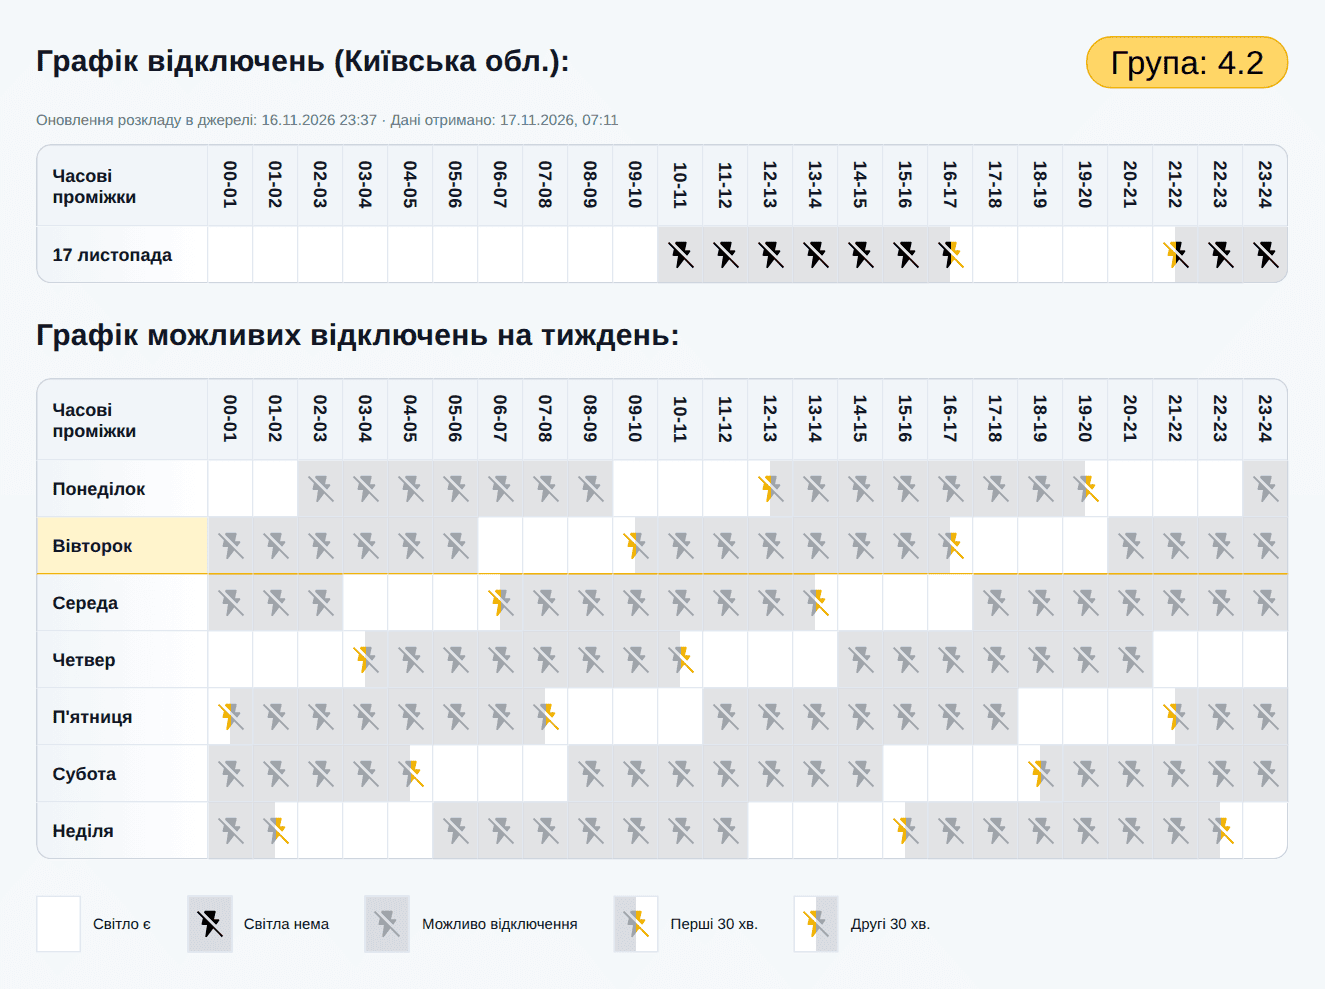 Графік відключень (Київська обл.):
Група: 4.2
Оновлення розкладу в джерелі: 16.11.2026 23:37 · Дані отримано: 17.11.2026, 07:11
Часові
проміжки
00-01 01-02 02-03 03-04 04-05 05-06 06-07 07-08 08-09 09-10 10-11 11-12 12-13 13-14 14-15 15-16 16-17 17-18 18-19 19-20 20-21 21-22 22-23 23-24
17 листопада
Графік можливих відключень на тиждень:
Часові
проміжки
00-01 01-02 02-03 03-04 04-05 05-06 06-07 07-08 08-09 09-10 10-11 11-12 12-13 13-14 14-15 15-16 16-17 17-18 18-19 19-20 20-21 21-22 22-23 23-24
Понеділок
Вівторок
Середа
Четвер
П'ятниця
Субота
Неділя
Світло є
Світла нема
Можливо відключення
Перші 30 хв.
Другі 30 хв.